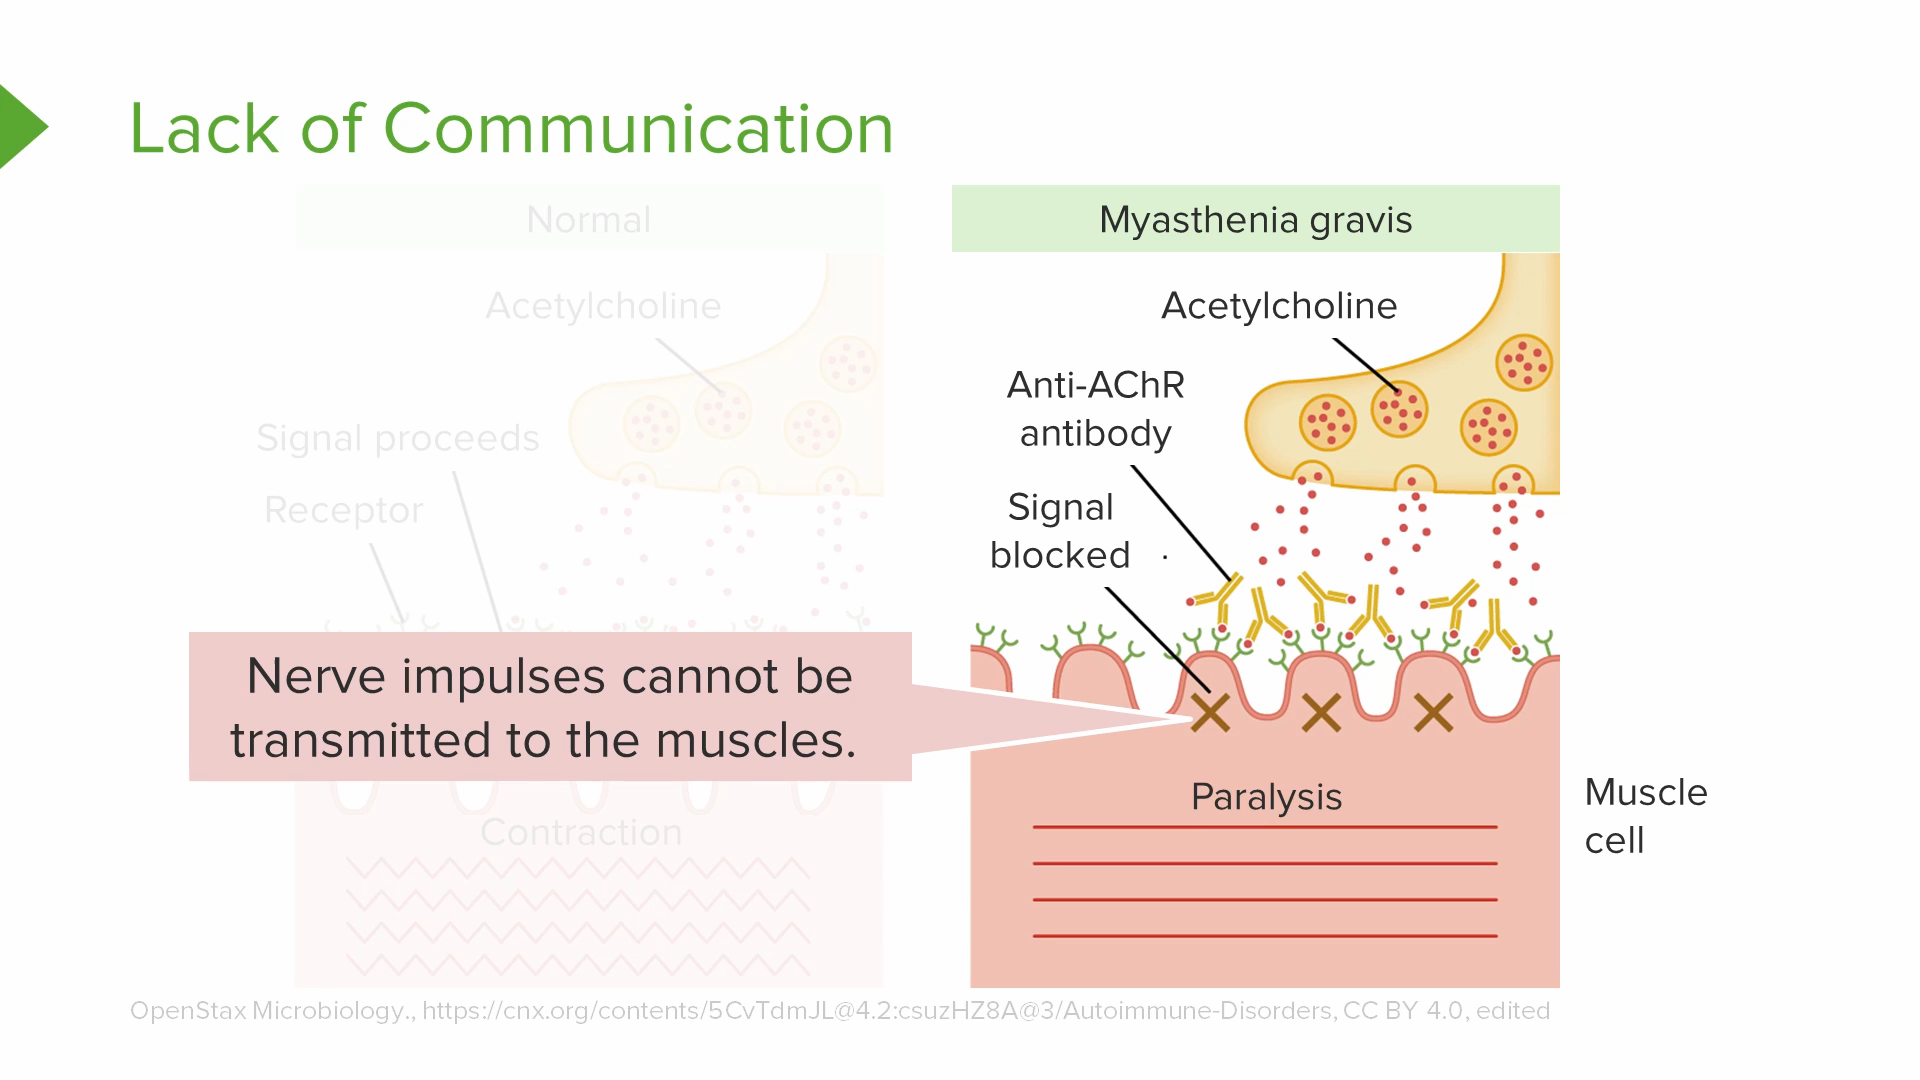 Lack of Communication
Normal
Acetylcholine
Signal proceeds
Receptor
Contraction
Nerve impulses cannot be
transmitted to the muscles.
Myasthenia gravis
Acetylcholine
Anti-AChR
antibody
Signal
blocked
Paralysis
Muscle
cell
OpenStax Microbiology., https://cnx.org/contents/5CvTdmJL@4.2:csuzHZ8A@3/Autoimmune-Disorders, CC BY 4.0, edited